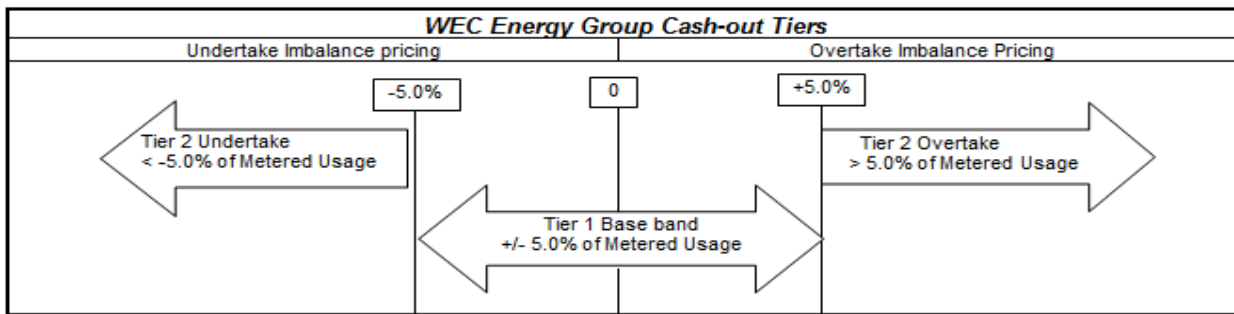 WEC Energy Group Cash-out Tiers
Undertake Imbalance pricing
Overtake Imbalance Pricing
-5.0%
0
+5.0%
Tier 2 Undertake
< -5.0% of Metered Usage
Tier 2 Overtake
> 5.0% of Metered Usage
Tier 1 Base band
+/- 5.0% of Metered Usage